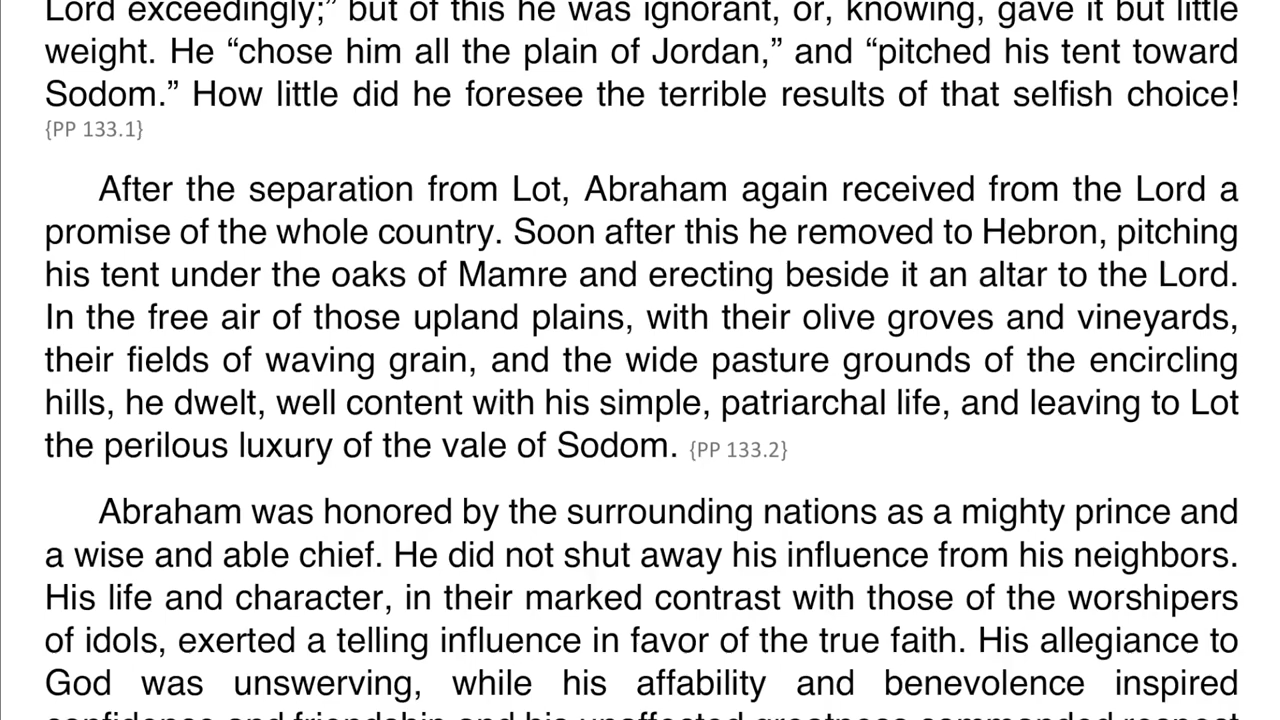 Lord exceedingly;” but of this he was ignorant, or, knowing, gave it but little
weight. He “chose him all the plain of Jordan,” and “pitched his tent toward
Sodom.” How little did he foresee the terrible results of that selfish choice!
{PP 133.1}
After the separation from Lot, Abraham again received from the Lord a
promise of the whole country. Soon after this he removed to Hebron, pitching
his tent under the oaks of Mamre and erecting beside it an altar to the Lord.
In the free air of those upland plains, with their olive groves and vineyards,
their fields of waving grain, and the wide pasture grounds of the encircling
hills, he dwelt, well content with his simple, patriarchal life, and leaving to Lot
the perilous luxury of the vale of Sodom. {PP 133.2}
Abraham was honored by the surrounding nations as a mighty prince and
a wise and able chief. He did not shut away his influence from his neighbors.
His life and character, in their marked contrast with those of the worshipers
of idols, exerted a telling influence in favor of the true faith. His allegiance to
God was unswerving, while his affability and benevolence inspired
confidence and friendship and his unaffected greatness commanded respect